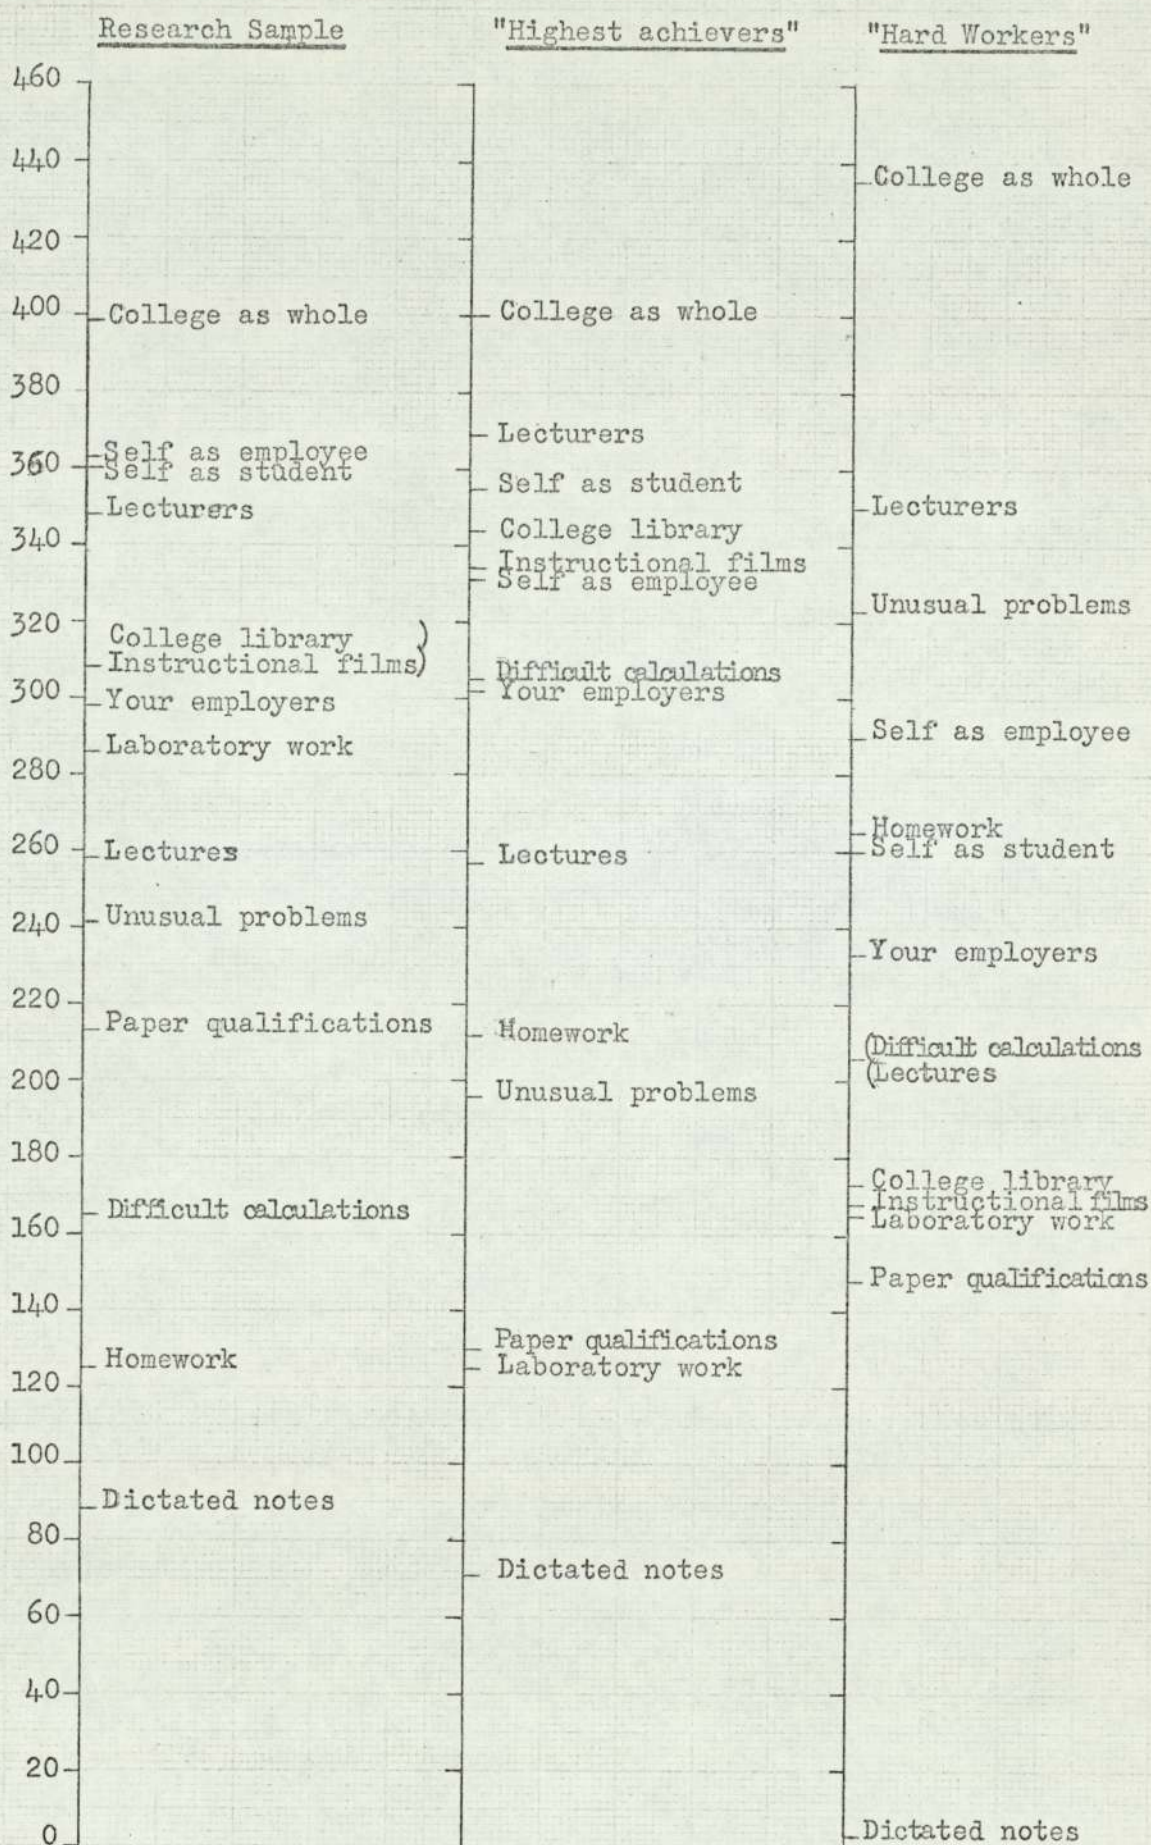 Research Sample
"Highest achievers"
"Hard Workers"
460
440
420
400
380
360
340
320
300
280
260
240
220
200
180
160
140
120
100
80
60
40
20
0
College as whole
Self as employee
Self as student
Lecturers
College library )
Instructional films)
Your employers
Laboratory work
Lectures
Unusual problems
Paper qualifications
Difficult calculations
Homework
Dictated notes
College as whole
Lecturers
Self as student
College library
Instructional films
Self as employee
Difficult calculations
Your employers
Lectures
Homework
Unusual problems
Paper qualifications
Laboratory work
Dictated notes
College as whole
Lecturers
Unusual problems
Self as employee
Homework
Self as student
Your employers
(Difficult calculations
(Lectures
College library
Instructional films
Laboratory work
Paper qualifications
Dictated notes